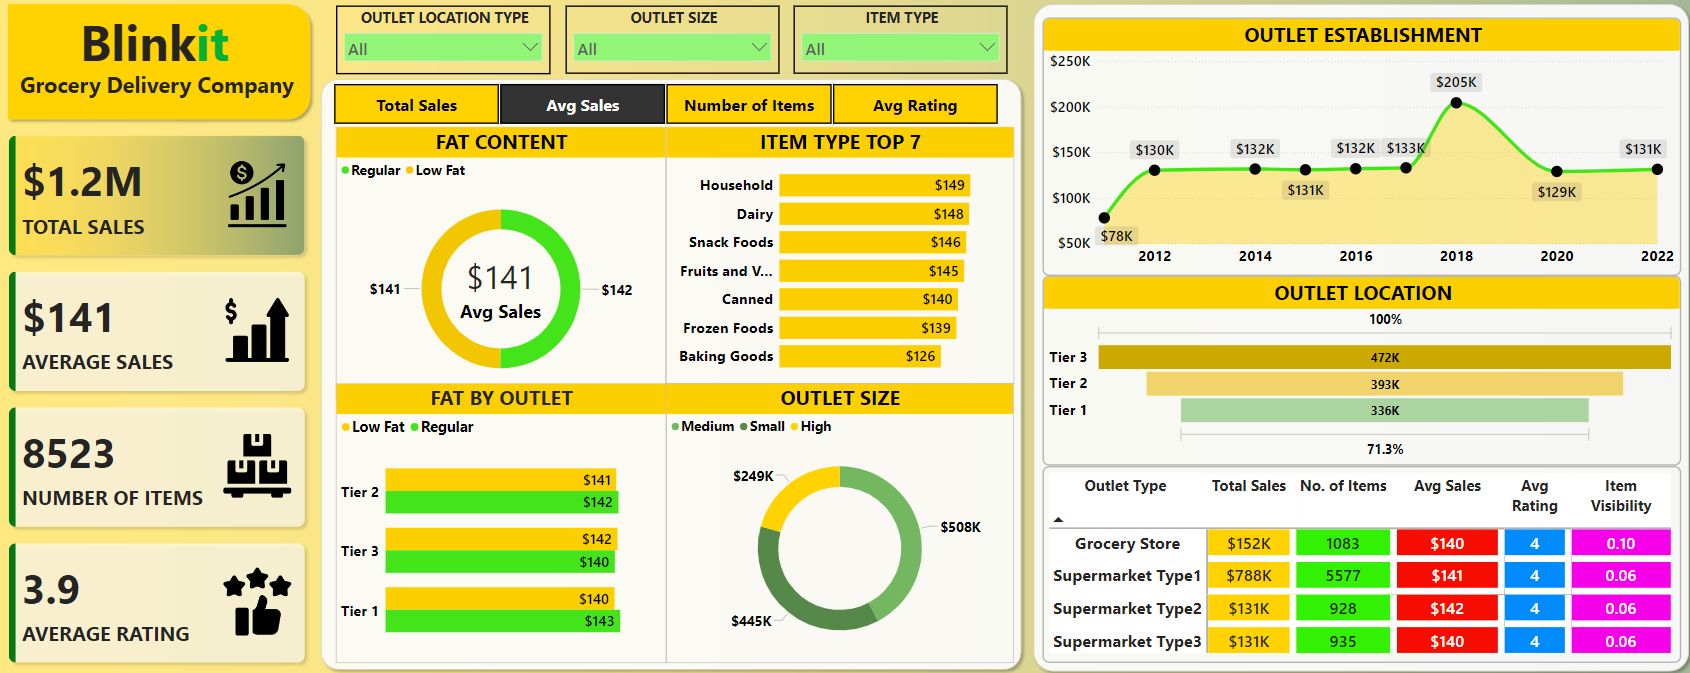 Blinkit
Grocery Delivery Company
$1.2M
TOTAL SALES
$141
AVERAGE SALES
8523
NUMBER OF ITEMS
3.9
AVERAGE RATING
OUTLET LOCATION TYPE
All
OUTLET SIZE
All
ITEM TYPE
All
Total Sales
Avg Sales
Number of Items
Avg Rating
FAT CONTENT
Regular Low Fat
$141
$141
Avg Sales
$142
ITEM TYPE TOP 7
Household $149
Dairy $148
Snack Foods $146
Fruits and V... $145
Canned $140
Frozen Foods $139
Baking Goods $126
FAT BY OUTLET
Low Fat Regular
Tier 2 $141
$142
Tier 3 $142
$140
Tier 1 $140
$143
OUTLET SIZE
Medium Small High
$249K
$508K
$445K
OUTLET ESTABLISHMENT
$250K
$200K
$150K
$100K
$50K
$78K
$130K
$132K
$131K
$132K
$133K
$205K
$129K
$131K
2012 2014 2016 2018 2020 2022
OUTLET LOCATION
100%
Tier 3 472K
Tier 2 393K
Tier 1 336K
71.3%
Outlet Type Total Sales No. of Items Avg Sales Avg Rating Item Visibility
Grocery Store $152K 1083 $140 4 0.10
Supermarket Type1 $788K 5577 $141 4 0.06
Supermarket Type2 $131K 928 $142 4 0.06
Supermarket Type3 $131K 935 $140 4 0.06